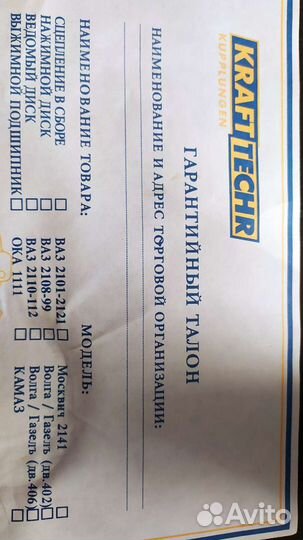 KRAFTTECHR
KUPPLUNGEN
ГАРАНТИЙНЫЙ ТАЛОН
НАИМЕНОВАНИЕ И АДРЕС ТОРГОВОЙ ОРГАНИЗАЦИИ:
НАИМЕНОВАНИЕ ТОВАРА:
СЦЕПЛЕНИЕ В СБОРЕ
НАЖИМНОЙ ДИСК
ВЕДОМЫЙ ДИСК
ВЫЖИМНОЙ ПОДШИПНИК
МОДЕЛЬ:
ВАЗ 2101-2121
ВАЗ 2108-99
ВАЗ 2110-112
ОКА 1111
Москвич 2141
Волга / Газель (дв.402)
Волга / Газель (дв.406)
КАМАЗ
Avito